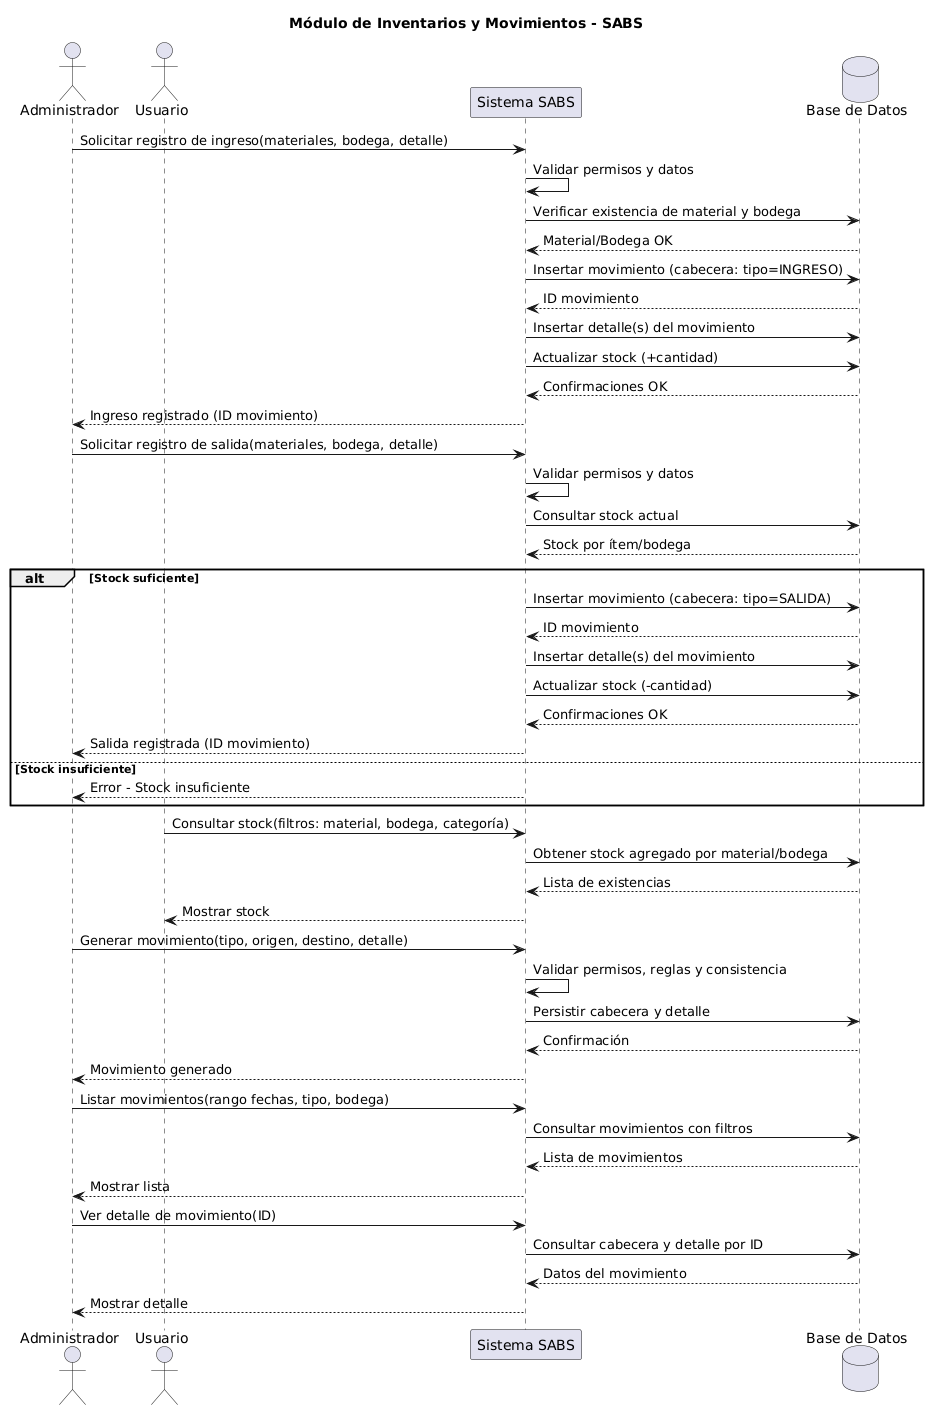 Módulo de Inventarios y Movimientos - SABS
Administrador
Usuario
Sistema SABS
Base de Datos
Solicitar registro de ingreso(materiales, bodega, detalle)
Validar permisos y datos
Verificar existencia de material y bodega
Material/Bodega OK
Insertar movimiento (cabecera: tipo=INGRESO)
ID movimiento
Insertar detalle(s) del movimiento
Actualizar stock (+cantidad)
Confirmaciones OK
Ingreso registrado (ID movimiento)
Solicitar registro de salida(materiales, bodega, detalle)
Validar permisos y datos
Consultar stock actual
Stock por ítem/bodega
alt [Stock suficiente]
Insertar movimiento (cabecera: tipo=SALIDA)
ID movimiento
Insertar detalle(s) del movimiento
Actualizar stock (-cantidad)
Confirmaciones OK
Salida registrada (ID movimiento)
[Stock insuficiente]
Error - Stock insuficiente
Consultar stock(filtros: material, bodega, categoría)
Obtener stock agregado por material/bodega
Lista de existencias
Mostrar stock
Generar movimiento(tipo, origen, destino, detalle)
Validar permisos, reglas y consistencia
Persistir cabecera y detalle
Confirmación
Movimiento generado
Listar movimientos(rango fechas, tipo, bodega)
Consultar movimientos con filtros
Lista de movimientos
Mostrar lista
Ver detalle de movimiento(ID)
Consultar cabecera y detalle por ID
Datos del movimiento
Mostrar detalle
Administrador
Usuario
Sistema SABS
Base de Datos